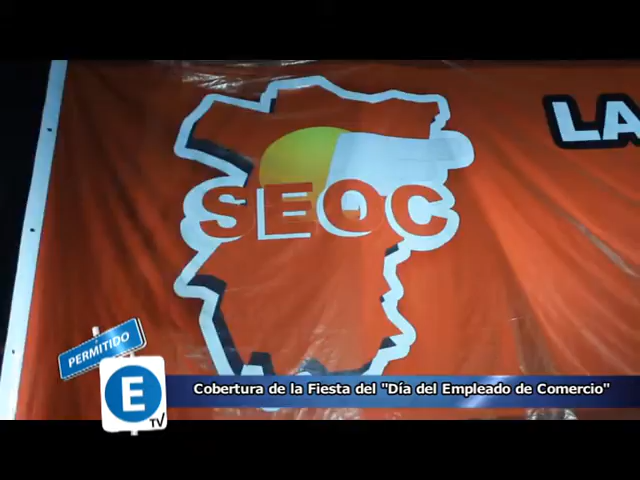 LA
SEOC
PERMITIDO
E
TV
Cobertura de la Fiesta del "Día del Empleado de Comercio"